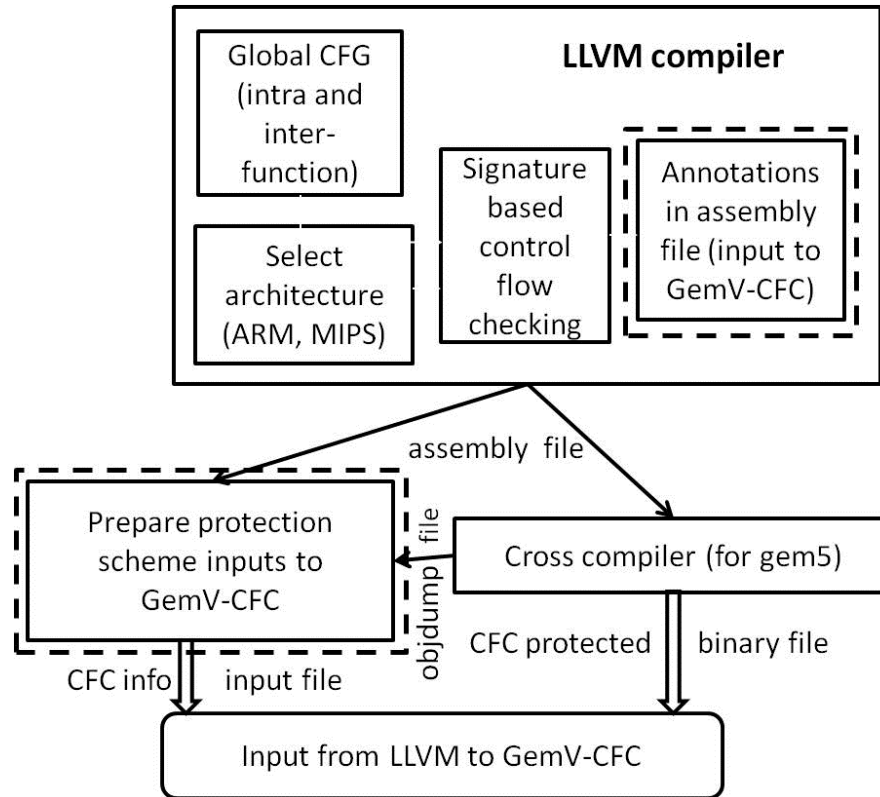 LLVM compiler
Global CFG
(intra and
inter-
function)
Select
architecture
(ARM, MIPS)
Signature
based
control
flow
checking
Annotations
in assembly
file (input to
GemV-CFC)
assembly file
Prepare protection
scheme inputs to
GemV-CFC
objdump file
Cross compiler (for gem5)
CFC info input file
CFC protected binary file
Input from LLVM to GemV-CFC